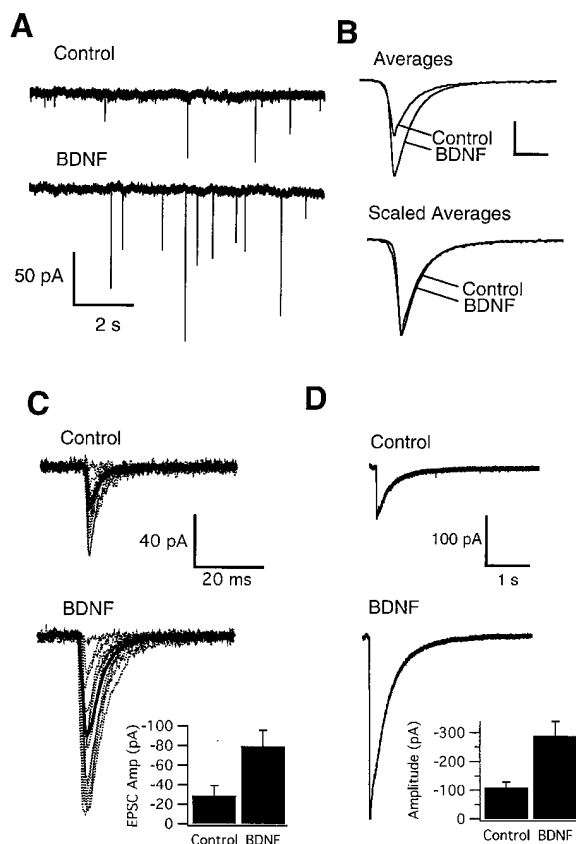 A
Control
BDNF
50 pA
2 s
B
Averages
Control
BDNF
Scaled Averages
Control
BDNF
C
Control
40 pA
20 ms
BDNF
EPSC Amp (pA)
-100
-80
-60
-40
-20
0
Control BDNF
D
Control
100 pA
1 s
BDNF
Amplitude (pA)
-300
-200
-100
0
Control BDNF